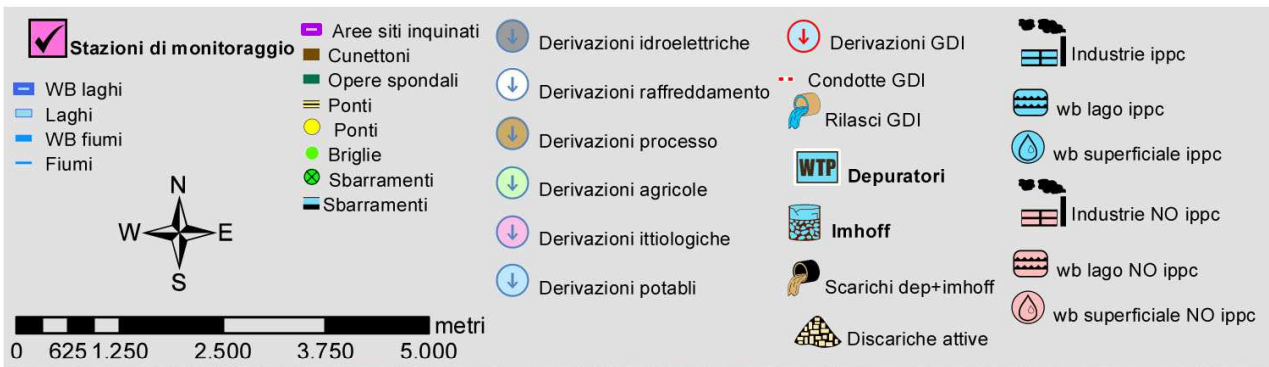 Stazioni di monitoraggio
WB laghi
Laghi
WB fiumi
Fiumi
N
W E
S
metri
0 625 1.250 2.500 3.750 5.000
Aree siti inquinati
Cunettoni
Opere spondali
Ponti
Ponti
Briglie
Sbarramenti
Sbarramenti
Derivazioni idroelettriche
Derivazioni raffreddamento
Derivazioni processo
Derivazioni agricole
Derivazioni ittiologiche
Derivazioni potabli
Derivazioni GDI
Condotte GDI
Rilasci GDI
WTP Depuratori
Imhoff
Scarichi dep+imhoff
Discariche attive
Industrie ippc
wb lago ippc
wb superficiale ippc
Industrie NO ippc
wb lago NO ippc
wb superficiale NO ippc